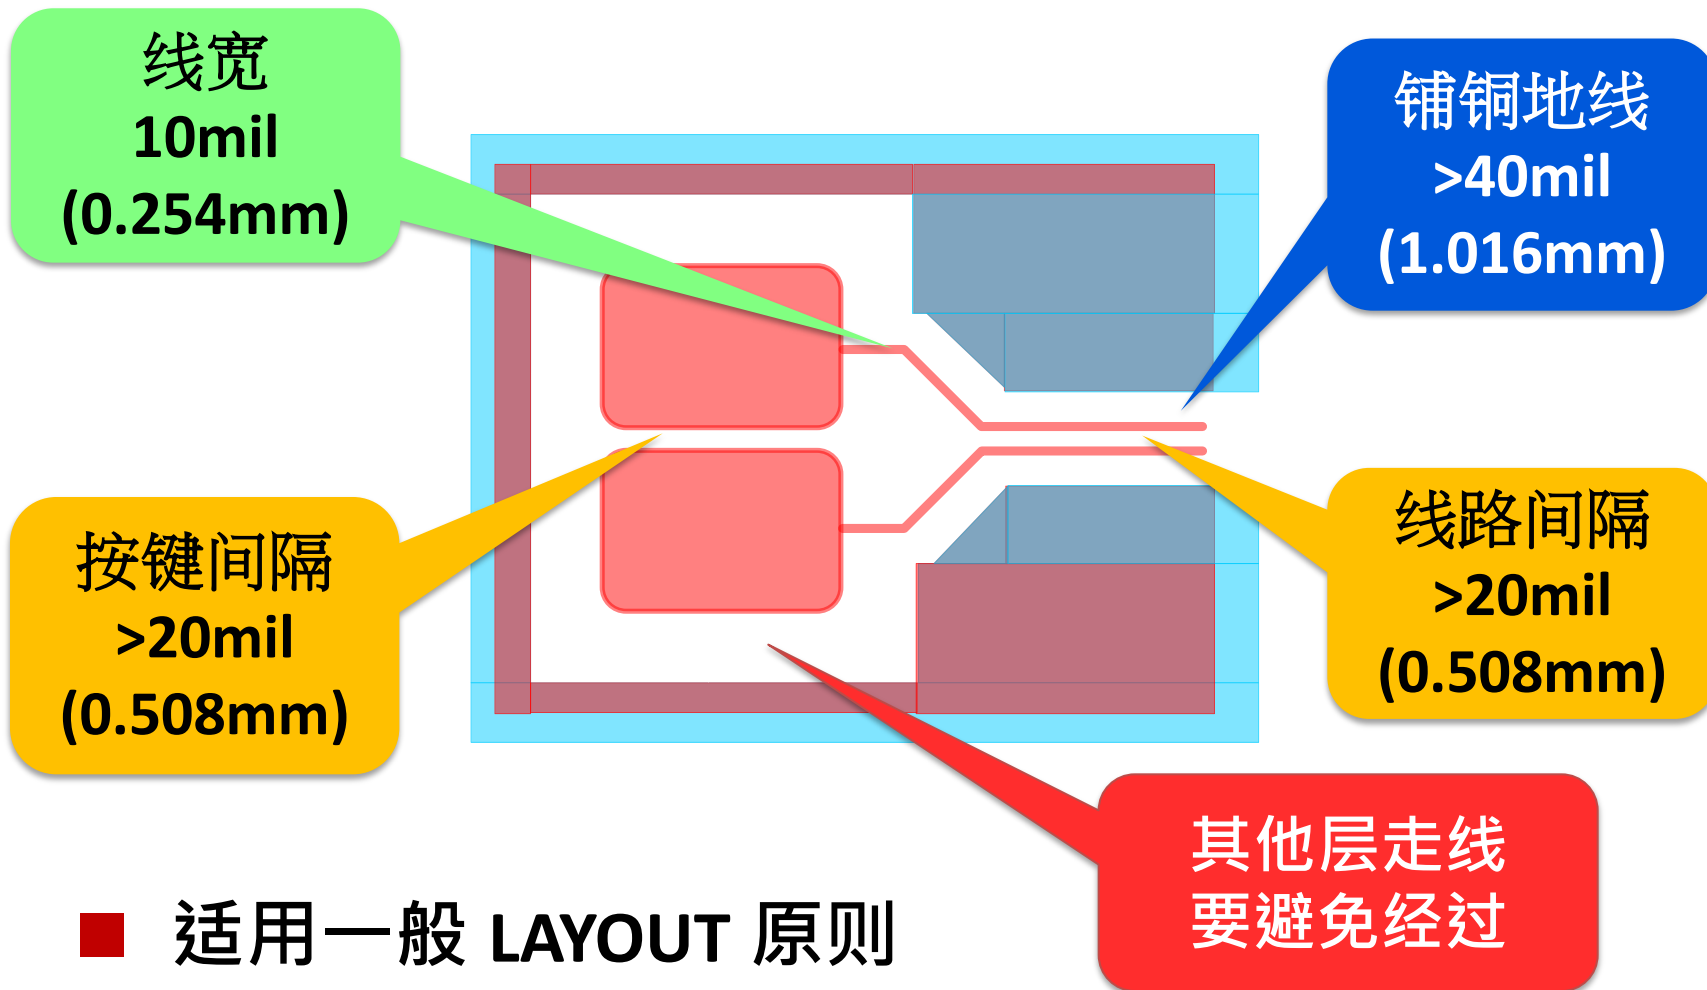 线宽
10mil
(0.254mm)
铺铜地线
>40mil
(1.016mm)
按键间隔
>20mil
(0.508mm)
线路间隔
>20mil
(0.508mm)
其他层走线
要避免经过
适用一般 LAYOUT 原则